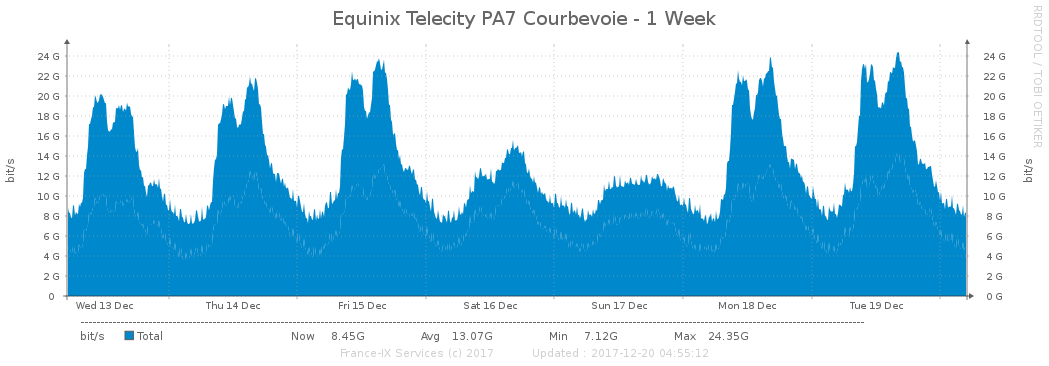 Equinix Telecity PA7 Courbevoie - 1 Week
RRDTOOL / TOBI OETIKER
bit/s
24 G 24 G
22 G 22 G
20 G 20 G
18 G 18 G
16 G 16 G
14 G 14 G
12 G 12 G
10 G 10 G
8 G 8 G
6 G 6 G
4 G 4 G
2 G 2 G
0 0 G
bit/s
Wed 13 Dec Thu 14 Dec Fri 15 Dec Sat 16 Dec Sun 17 Dec Mon 18 Dec Tue 19 Dec
bit/s Total Now 8.45G Avg 13.07G Min 7.12G Max 24.35G
France-IX Services (c) 2017 Updated : 2017-12-20 04:55:12